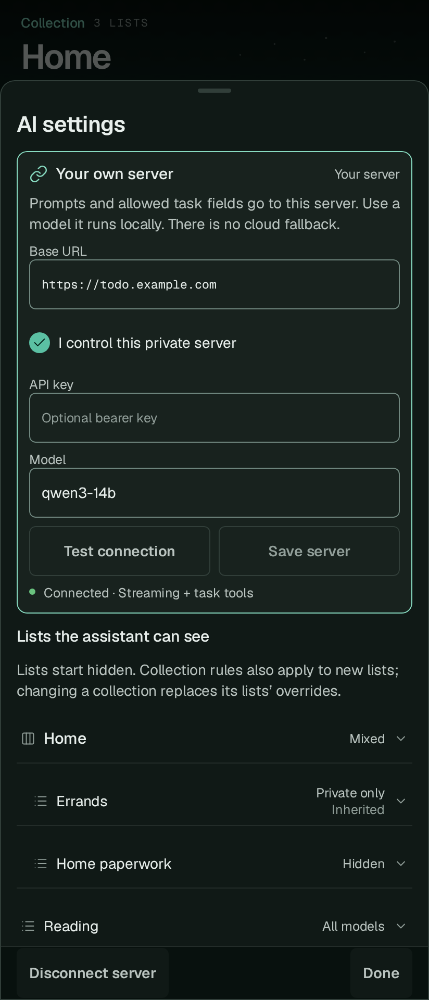 Collection 3 LISTS
Home
AI settings
Your own server
Your server
Prompts and allowed task fields go to this server. Use a
model it runs locally. There is no cloud fallback.
Base URL
https://todo.example.com
I control this private server
API key
Optional bearer key
Model
qwen3-14b
Test connection
Save server
Connected · Streaming + task tools
Lists the assistant can see
Lists start hidden. Collection rules also apply to new lists;
changing a collection replaces its lists’ overrides.
Home
Mixed
Errands
Private only
Inherited
Home paperwork
Hidden
Reading
All models
Disconnect server
Done